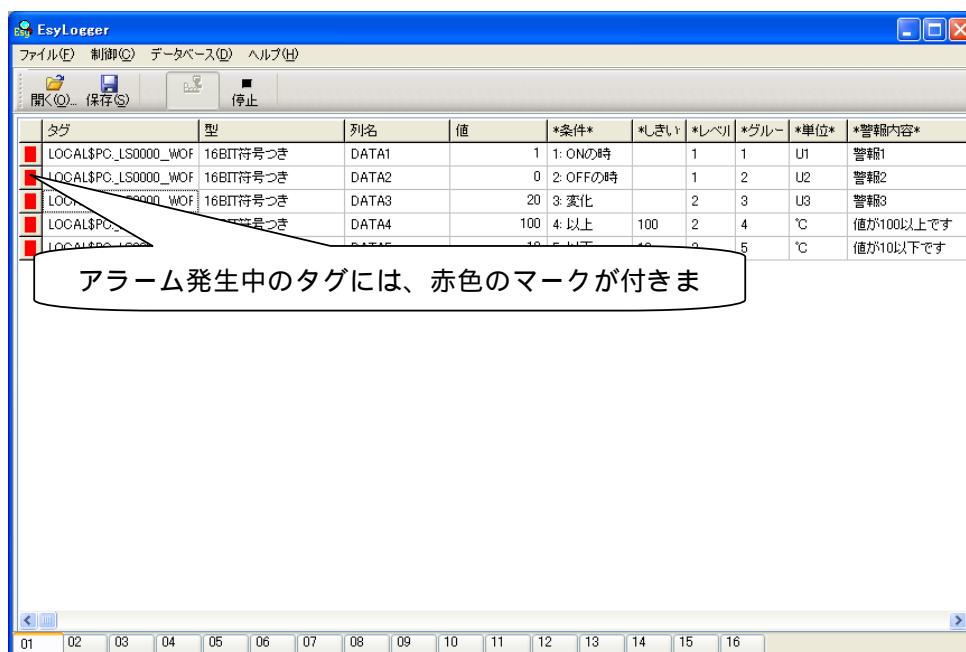 EsyLogger
ファイル(F) 制御(C) データベース(D) ヘルプ(H)
開く(O)... 保存(S) 停止
タグ 型 列名 値 *条件* *しきい *レベル *グルー *単位* *警報内容*
LOCAL$PC._LS0000_WOF 16BIT符号つき DATA1 1 1: ONの時 1 1 U1 警報1
LOCAL$PC._LS0000_WOF 16BIT符号つき DATA2 0 2: OFFの時 1 2 U2 警報2
16BIT符号つき DATA3 20 3: 変化 2 3 U3 警報3
DATA4 100 4: 以上 100 2 4 ℃ 値が100以上です
5 ℃ 値が10以下です
アラーム発生中のタグには、赤色のマークが付きま
01 02 03 04 05 06 07 08 09 10 11 12 13 14 15 16